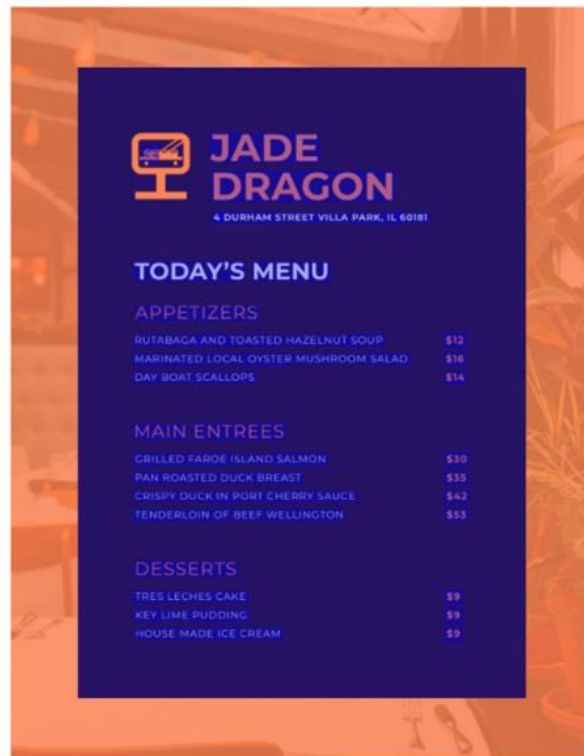 JADE
DRAGON
4 DURHAM STREET VILLA PARK, IL 60181
TODAY'S MENU
APPETIZERS
RUTABAGA AND TOASTED HAZELNUT SOUP $12
MARINATED LOCAL OYSTER MUSHROOM SALAD $16
DAY BOAT SCALLOPS $14
MAIN ENTREES
GRILLED FAROE ISLAND SALMON $30
PAN ROASTED DUCK BREAST $35
CRISPY DUCK IN PORT CHERRY SAUCE $42
TENDERLOIN OF BEEF WELLINGTON $53
DESSERTS
TRES LECHES CAKE $9
KEY LIME PUDDING $9
HOUSE MADE ICE CREAM $9